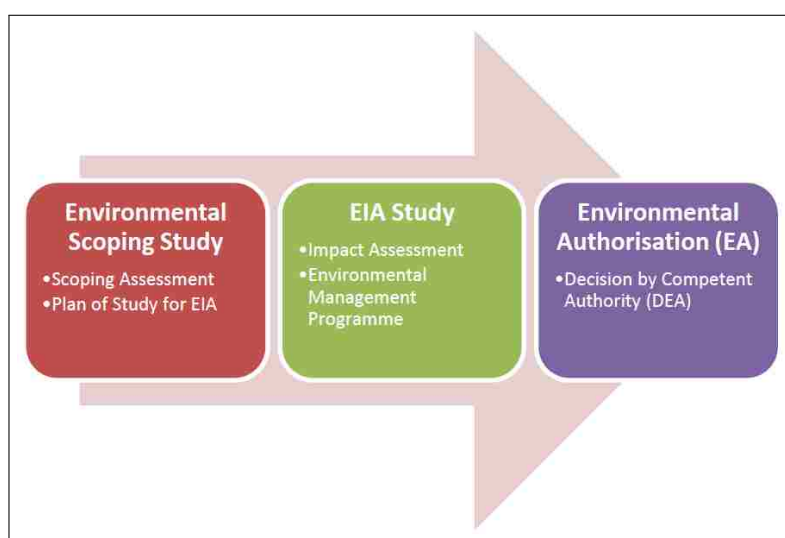 Environmental
Scoping Study
•Scoping Assessment
•Plan of Study for EIA
EIA Study
•Impact Assessment
•Environmental
Management
Programme
Environmental
Authorisation (EA)
•Decision by Competent
Authority (DEA)